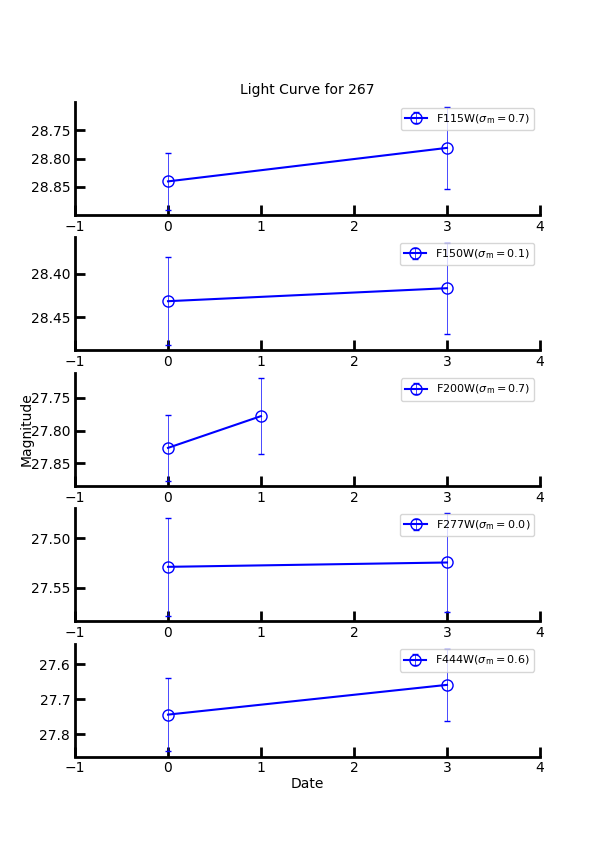 Light Curve for 267
F115W(σm = 0.7)
28.75
28.80
28.85
−1 0 1 2 3 4
F150W(σm = 0.1)
28.40
28.45
−1 0 1 2 3 4
F200W(σm = 0.7)
27.75
27.80
27.85
Magnitude
−1 0 1 2 3 4
F277W(σm = 0.0)
27.50
27.55
−1 0 1 2 3 4
F444W(σm = 0.6)
27.6
27.7
27.8
−1 0 1 2 3 4
Date